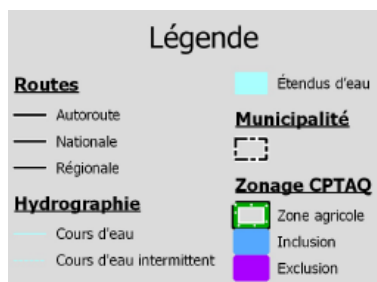 Légende
Routes
Autoroute
Nationale
Régionale
Hydrographie
Cours d'eau
Cours d'eau intermittent
Étendus d'eau
Municipalité
Zonage CPTAQ
Zone agricole
Inclusion
Exclusion